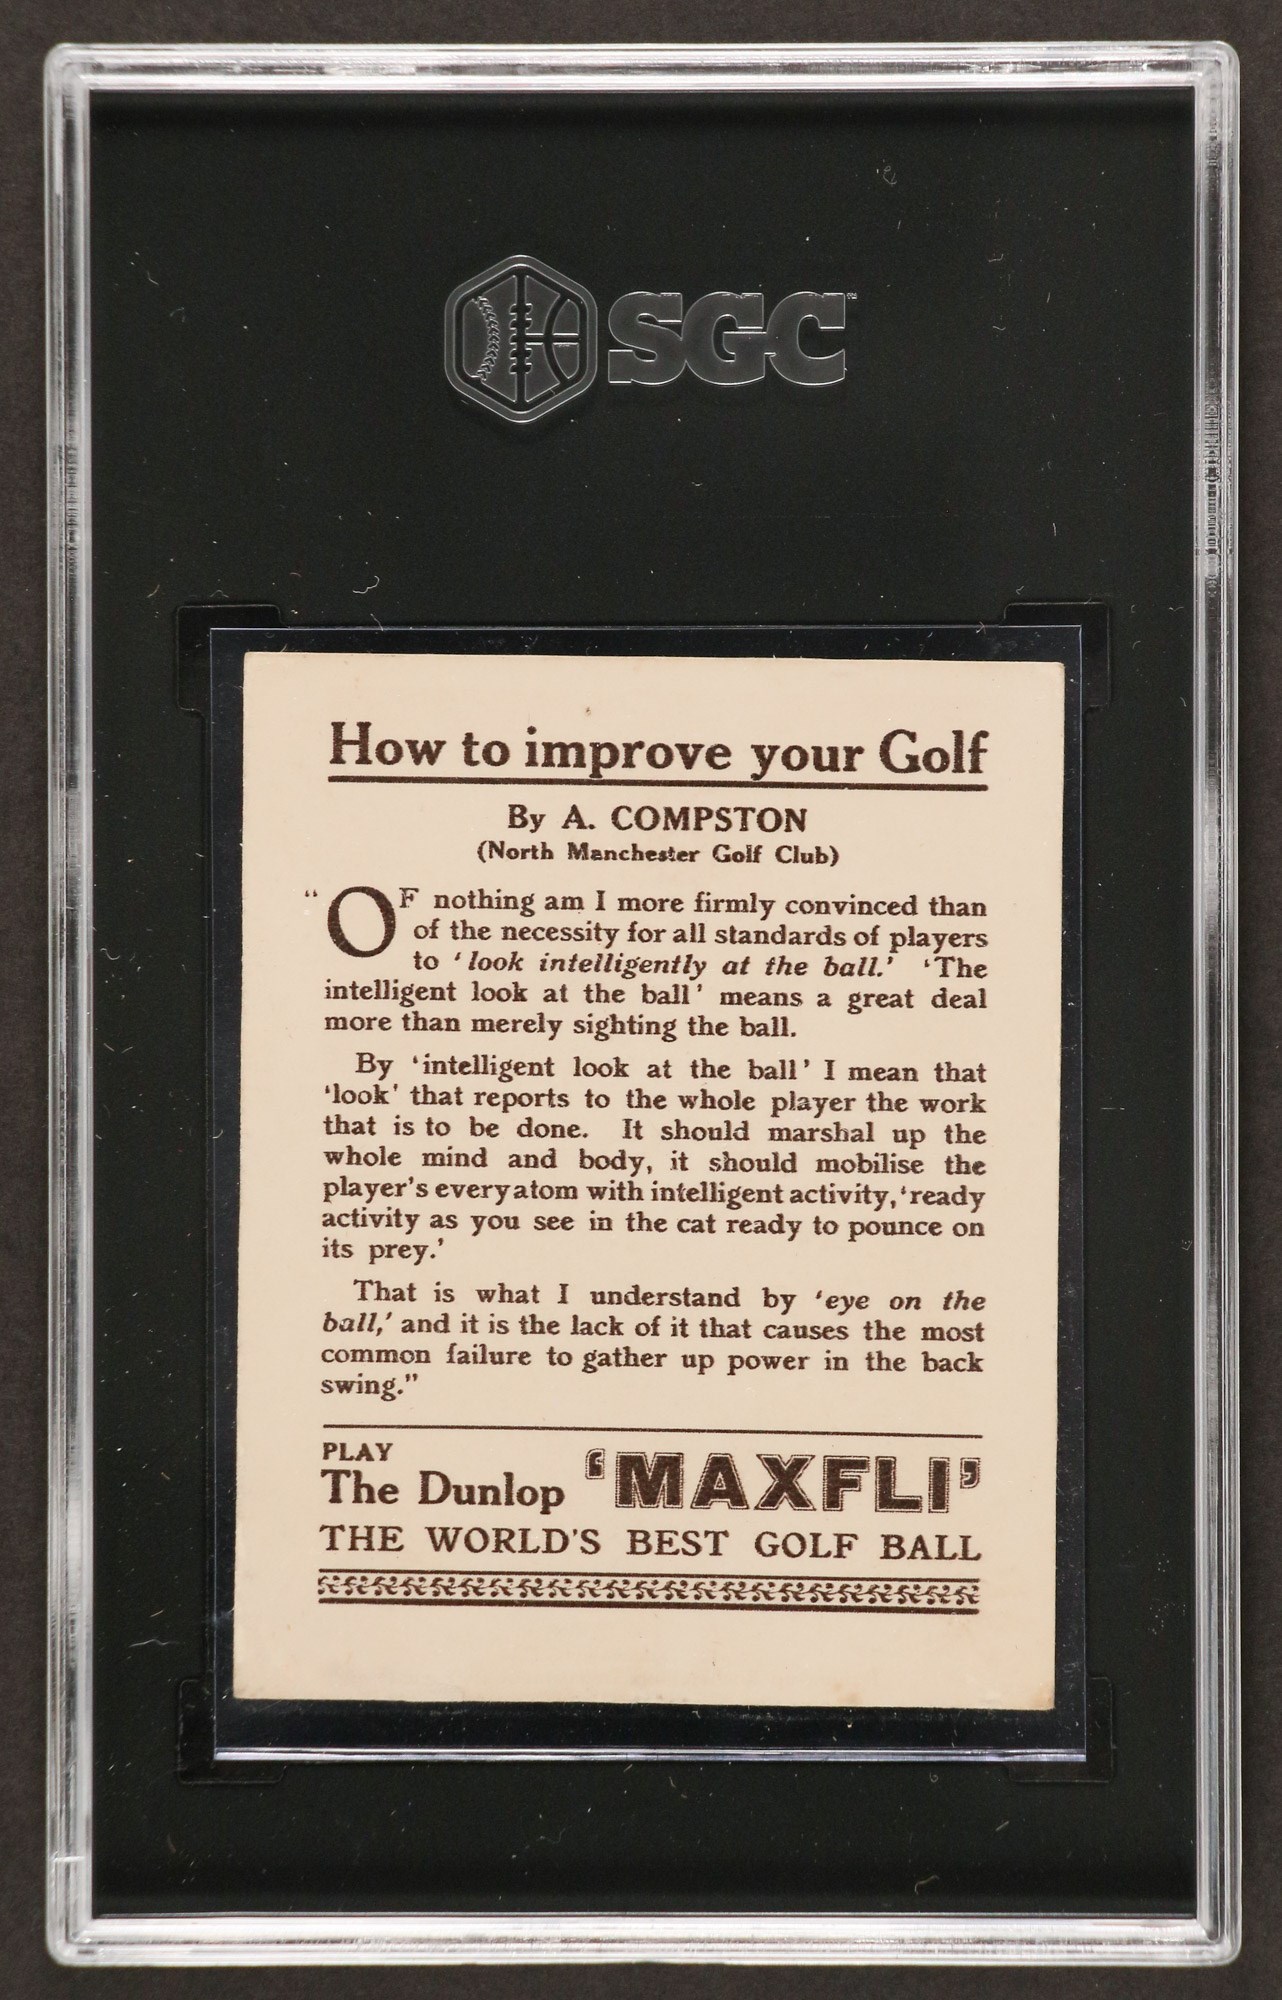 SGC™
How to improve your Golf
By A. COMPSTON
(North Manchester Golf Club)
“OF nothing am I more firmly convinced than
of the necessity for all standards of players
to ‘look intelligently at the ball.’ ‘The
intelligent look at the ball’ means a great deal
more than merely sighting the ball.
By ‘intelligent look at the ball’ I mean that
‘look’ that reports to the whole player the work
that is to be done. It should marshal up the
whole mind and body, it should mobilise the
player’s every atom with intelligent activity, ‘ready
activity as you see in the cat ready to pounce on
its prey.’
That is what I understand by ‘eye on the
ball,’ and it is the lack of it that causes the most
common failure to gather up power in the back
swing.”
PLAY
The Dunlop ‘MAXFLI’
THE WORLD’S BEST GOLF BALL